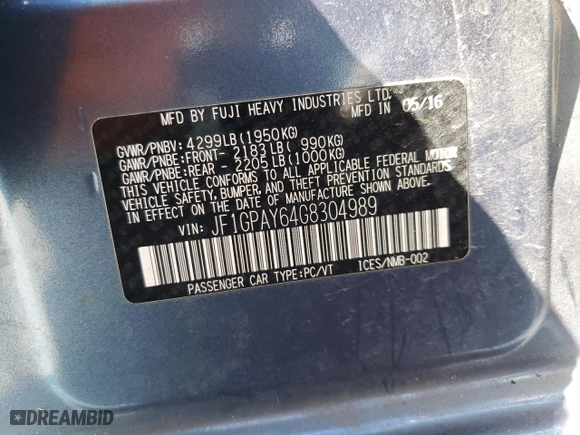 MFD BY FUJI HEAVY INDUSTRIES LTD.
MFD IN 05/16
GVWR/PNBV: 4299LB(1950KG)
GAWR/PNBE:FRONT- 2183LB( 990KG)
GAWR/PNBE:REAR - 2205LB(1000KG)
THIS VEHICLE CONFORMS TO ALL APPLICABLE FEDERAL MOTOR
VEHICLE SAFETY, BUMPER, AND THEFT PREVENTION STANDARDS
IN EFFECT ON THE DATE OF MANUFACTURE SHOWN ABOVE.
VIN: JF1GPAY64G8304989
PASSENGER CAR TYPE:PC/VT ICES/NMB-002
DREAMBID